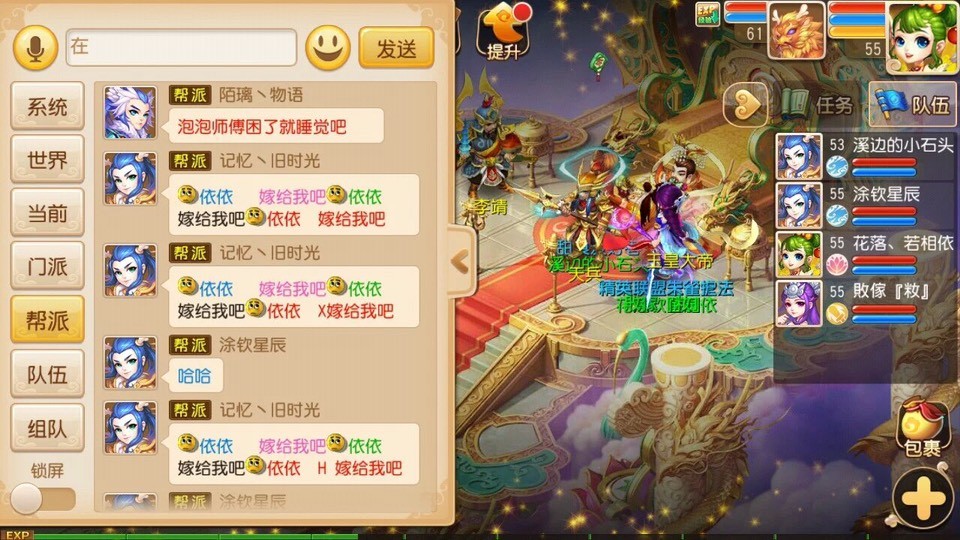 在
发送
系统
世界
当前
门派
帮派
队伍
组队
锁屏
帮派 陌璃丶物语
泡泡师傅困了就睡觉吧
帮派 记忆丶旧时光
依依 嫁给我吧 依依
嫁给我吧 依依 嫁给我吧
帮派 记忆丶旧时光
依依 嫁给我吧 依依
嫁给我吧 依依 X嫁给我吧
帮派 涂钦星辰
哈哈
帮派 记忆丶旧时光
依依 嫁给我吧 依依
嫁给我吧 依依 H 嫁给我吧
帮派 涂钦星辰
EXP
提升
EXP
61
55
任务
队伍
53 溪边的小石头
55 涂钦星辰
55 花落、若相依
55 敗傢『敉』
李靖
玉皇大帝
包裹